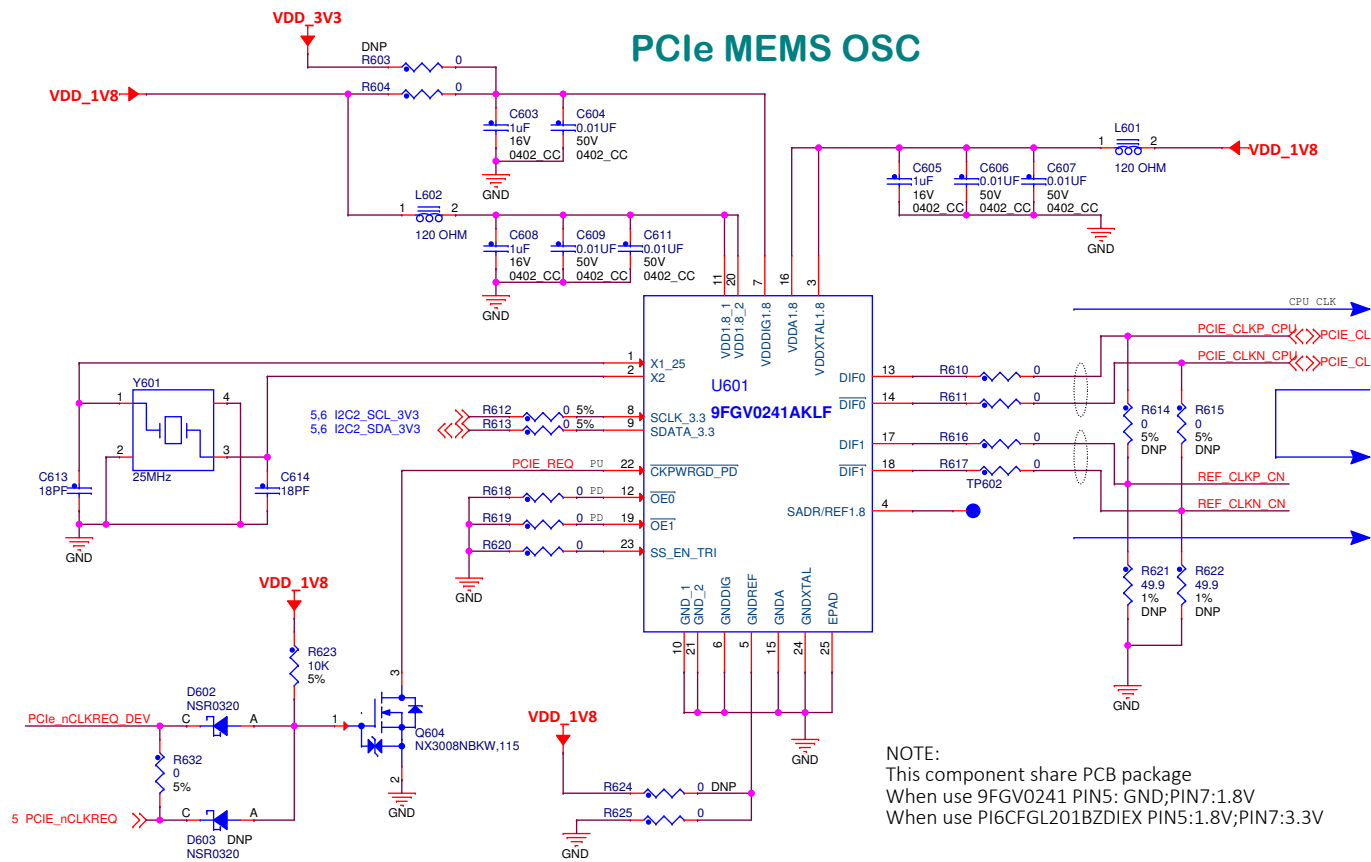 PCIe MEMS OSC
VDD_3V3
DNP
R603 0
VDD_1V8
R604 0
C603
1uF
16V
0402_CC
C604
0.01UF
50V
0402_CC
GND
L602
1 2
120 OHM
C608
1uF
16V
0402_CC
C609
0.01UF
50V
0402_CC
C611
0.01UF
50V
0402_CC
GND
L601
1 2
120 OHM
VDD_1V8
C605
1uF
16V
0402_CC
C606
0.01UF
50V
0402_CC
C607
0.01UF
50V
0402_CC
GND
11
20
7
16
3
VDD1.8_1
VDD1.8_2
VDDDIG1.8
VDDA1.8
VDDXTAL1.8
U601
9FGV0241AKLF
1 X1_25
2 X2
8 SCLK_3.3
9 SDATA_3.3
22 CKPWRGD_PD
12 OE0
19 OE1
23 SS_EN_TRI
DIF0 13
DIF0 14
DIF1 17
DIF1 18
SADR/REF1.8 4
GND_1
GND_2
GNDDIG
GNDREF
GNDA
GNDXTAL
EPAD
10
21
6
5
15
24
25
GND
Y601
1 4
2 3
25MHz
C613
18PF
C614
18PF
GND
5,6 I2C2_SCL_3V3
5,6 I2C2_SDA_3V3
R612 0 5%
R613 0 5%
PCIE_REQ PU
R618 0 PD
R619 0 PD
R620 0
GND
R610 0
R611 0
R616 0
R617 0
TP602
CPU CLK
PCIE_CLKP_CPU PCIE_CL
PCIE_CLKN_CPU PCIE_CL
R614
0
5%
DNP
R615
0
5%
DNP
REF_CLKP_CN
REF_CLKN_CN
R621
49.9
1%
DNP
R622
49.9
1%
DNP
GND
VDD_1V8
R623
10K
5%
D602
NSR0320
PCIe_nCLKREQ_DEV C A
R632
0
5%
5 PCIE_nCLKREQ C A
D603 DNP
NSR0320
1
3
2
Q604
NX3008NBKW,115
GND
VDD_1V8
R624 0 DNP
R625 0
GND
NOTE:
This component share PCB package
When use 9FGV0241 PIN5: GND;PIN7:1.8V
When use PI6CFGL201BZDIEX PIN5:1.8V;PIN7:3.3V